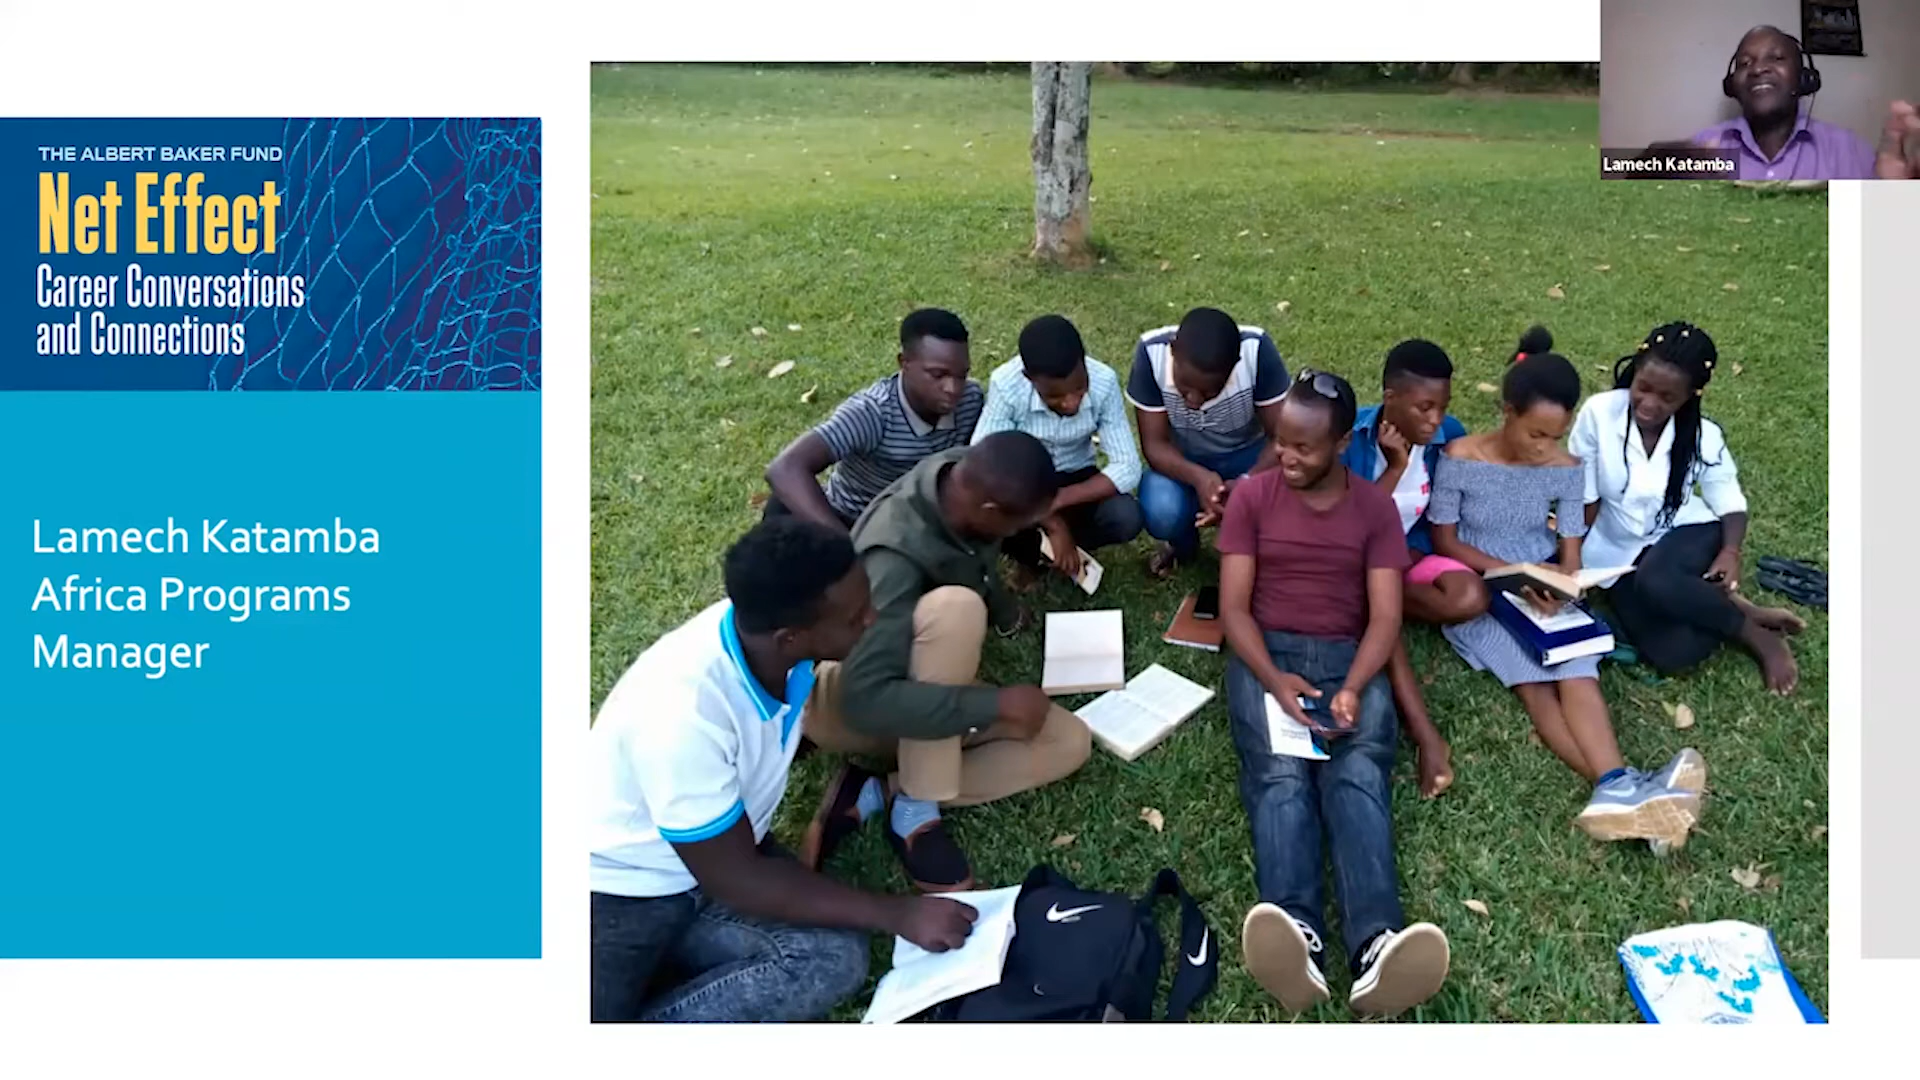 THE ALBERT BAKER FUND
Net Effect
Career Conversations
and Connections
Lamech Katamba
Africa Programs
Manager
Lamech Katamba